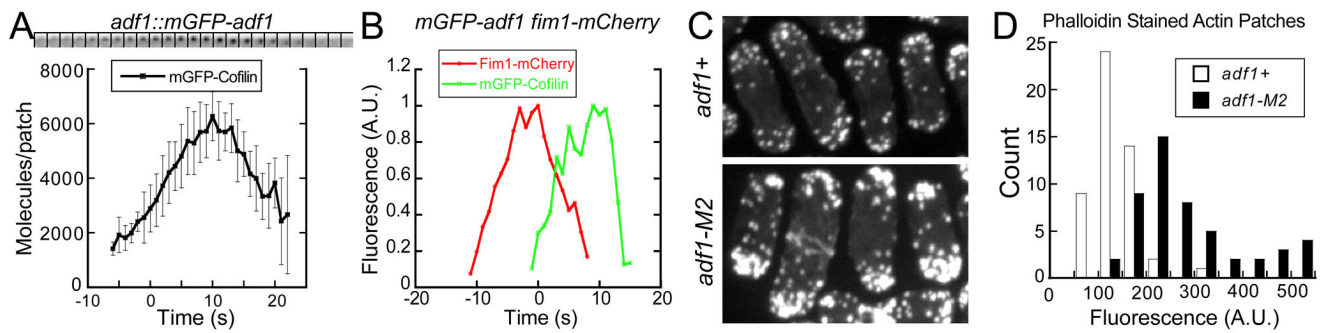 A
adf1::mGFP-adf1
mGFP-Cofilin
Molecules/patch
8000
6000
4000
2000
0
-10 0 10 20
Time (s)
B
mGFP-adf1 fim1-mCherry
Fim1-mCherry
mGFP-Cofilin
Fluorescence (A.U.)
1.2
1
0.8
0.6
0.4
0.2
0
-20 -10 0 10 20
Time (s)
C
adf1+
adf1-M2
D
Phalloidin Stained Actin Patches
adf1+
adf1-M2
Count
25
20
15
10
5
0
0 100 200 300 400 500
Fluorescence (A.U.)